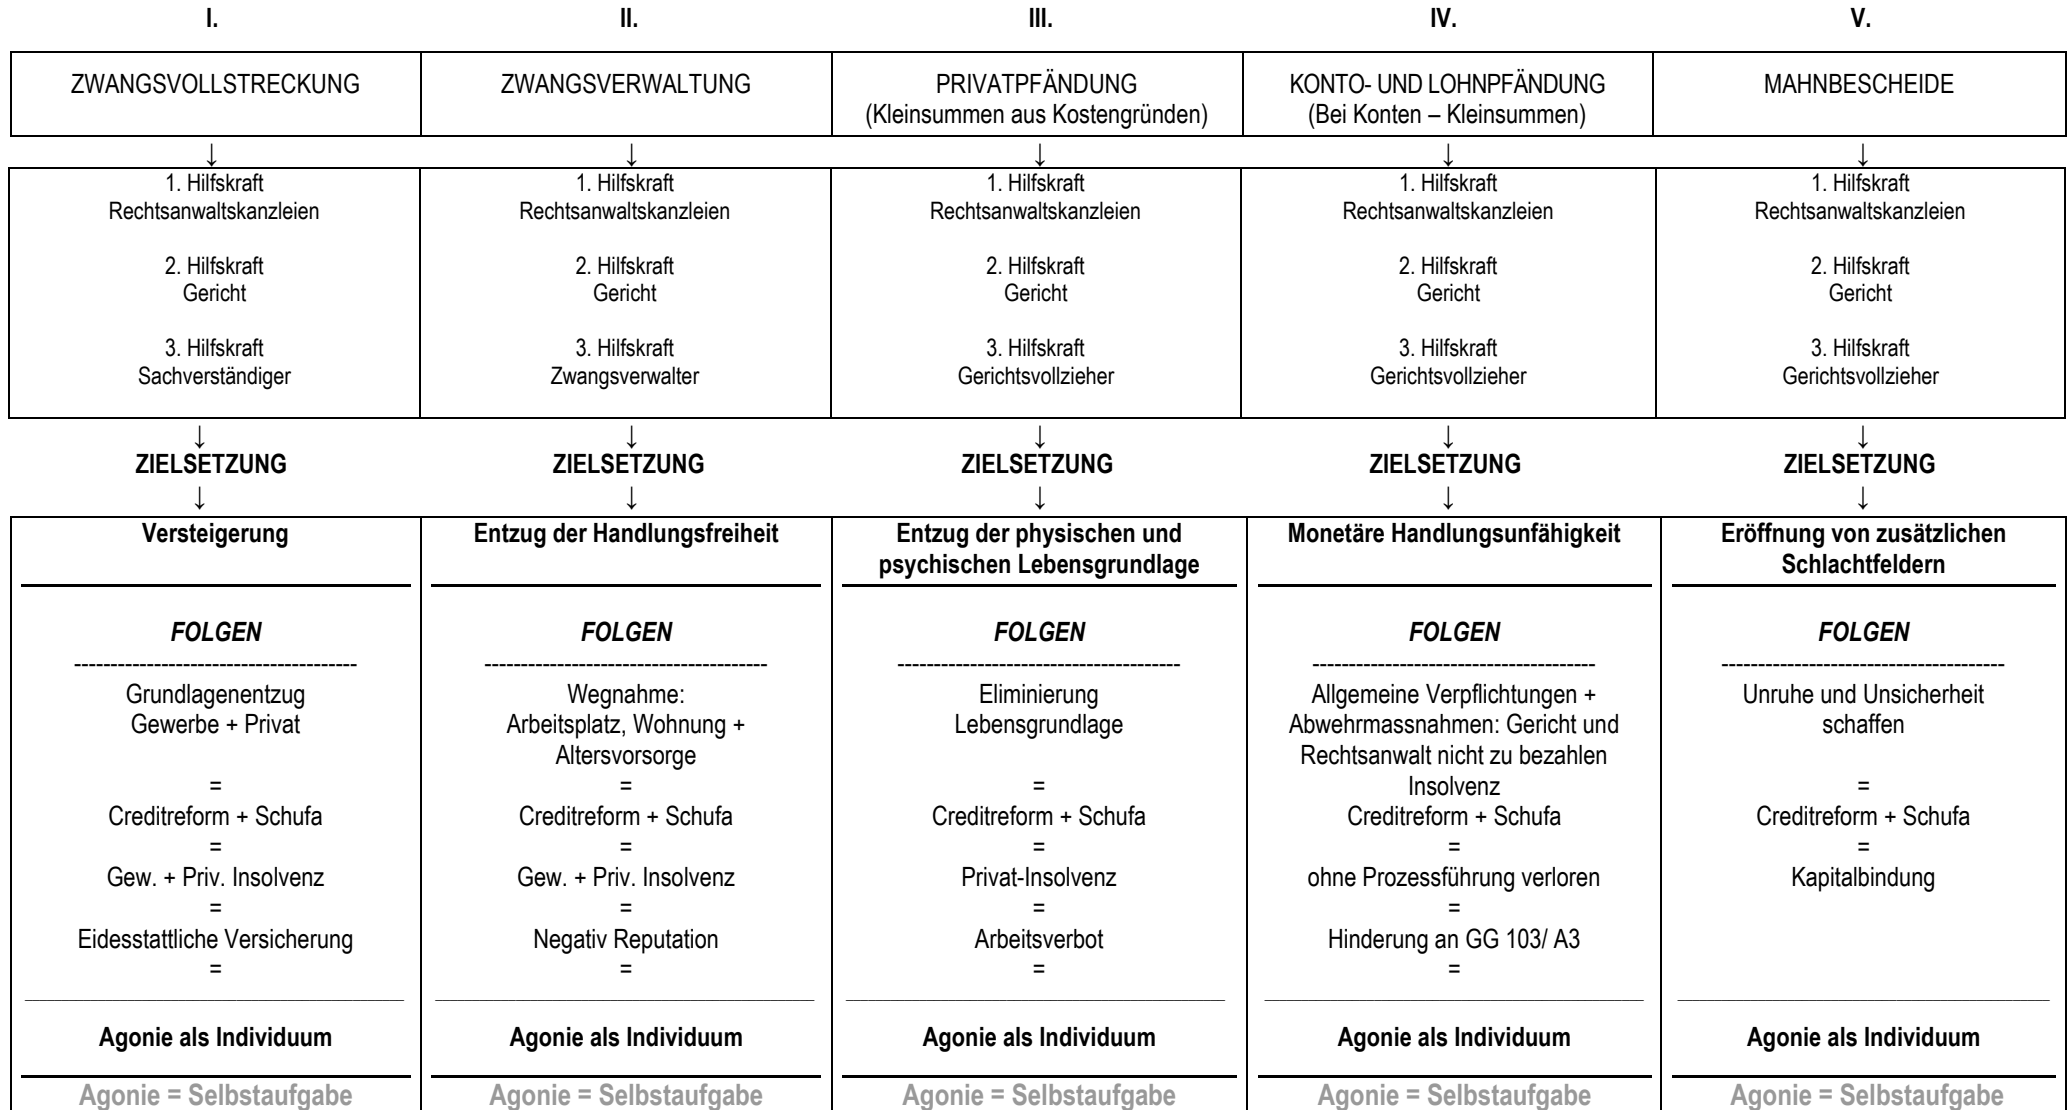 I.
II.
III.
IV.
V.
ZWANGSVOLLSTRECKUNG
ZWANGSVERWALTUNG
PRIVATPFÄNDUNG
(Kleinsummen aus Kostengründen)
KONTO- UND LOHNPFÄNDUNG
(Bei Konten – Kleinsummen)
MAHNBESCHEIDE
↓
↓
↓
↓
↓
1. Hilfskraft
Rechtsanwaltskanzleien
2. Hilfskraft
Gericht
3. Hilfskraft
Sachverständiger
1. Hilfskraft
Rechtsanwaltskanzleien
2. Hilfskraft
Gericht
3. Hilfskraft
Zwangsverwalter
1. Hilfskraft
Rechtsanwaltskanzleien
2. Hilfskraft
Gericht
3. Hilfskraft
Gerichtsvollzieher
1. Hilfskraft
Rechtsanwaltskanzleien
2. Hilfskraft
Gericht
3. Hilfskraft
Gerichtsvollzieher
1. Hilfskraft
Rechtsanwaltskanzleien
2. Hilfskraft
Gericht
3. Hilfskraft
Gerichtsvollzieher
↓
ZIELSETZUNG
↓
↓
ZIELSETZUNG
↓
↓
ZIELSETZUNG
↓
↓
ZIELSETZUNG
↓
↓
ZIELSETZUNG
↓
Versteigerung
FOLGEN
---------------------------------------
Grundlagenentzug
Gewerbe + Privat
=
Creditreform + Schufa
=
Gew. + Priv. Insolvenz
=
Eidesstattliche Versicherung
=
Agonie als Individuum
Agonie = Selbstaufgabe
Entzug der Handlungsfreiheit
FOLGEN
---------------------------------------
Wegnahme:
Arbeitsplatz, Wohnung +
Altersvorsorge
=
Creditreform + Schufa
=
Gew. + Priv. Insolvenz
=
Negativ Reputation
=
Agonie als Individuum
Agonie = Selbstaufgabe
Entzug der physischen und
psychischen Lebensgrundlage
FOLGEN
---------------------------------------
Eliminierung
Lebensgrundlage
=
Creditreform + Schufa
=
Privat-Insolvenz
=
Arbeitsverbot
=
Agonie als Individuum
Agonie = Selbstaufgabe
Monetäre Handlungsunfähigkeit
FOLGEN
---------------------------------------
Allgemeine Verpflichtungen +
Abwehrmassnahmen: Gericht und
Rechtsanwalt nicht zu bezahlen
Insolvenz
Creditreform + Schufa
=
ohne Prozessführung verloren
=
Hinderung an GG 103/ A3
=
Agonie als Individuum
Agonie = Selbstaufgabe
Eröffnung von zusätzlichen
Schlachtfeldern
FOLGEN
---------------------------------------
Unruhe und Unsicherheit
schaffen
=
Creditreform + Schufa
=
Kapitalbindung
Agonie als Individuum
Agonie = Selbstaufgabe